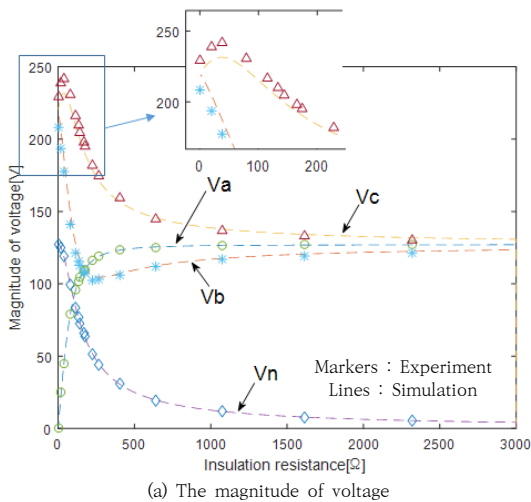 250
200
0
100
200
250
200
150
100
50
0
Magnitude of voltage[V]
Va
Vc
Vb
Vn
Markers : Experiment
Lines : Simulation
0
500
1000
1500
2000
2500
3000
Insulation resistance[Ω]
(a) The magnitude of voltage